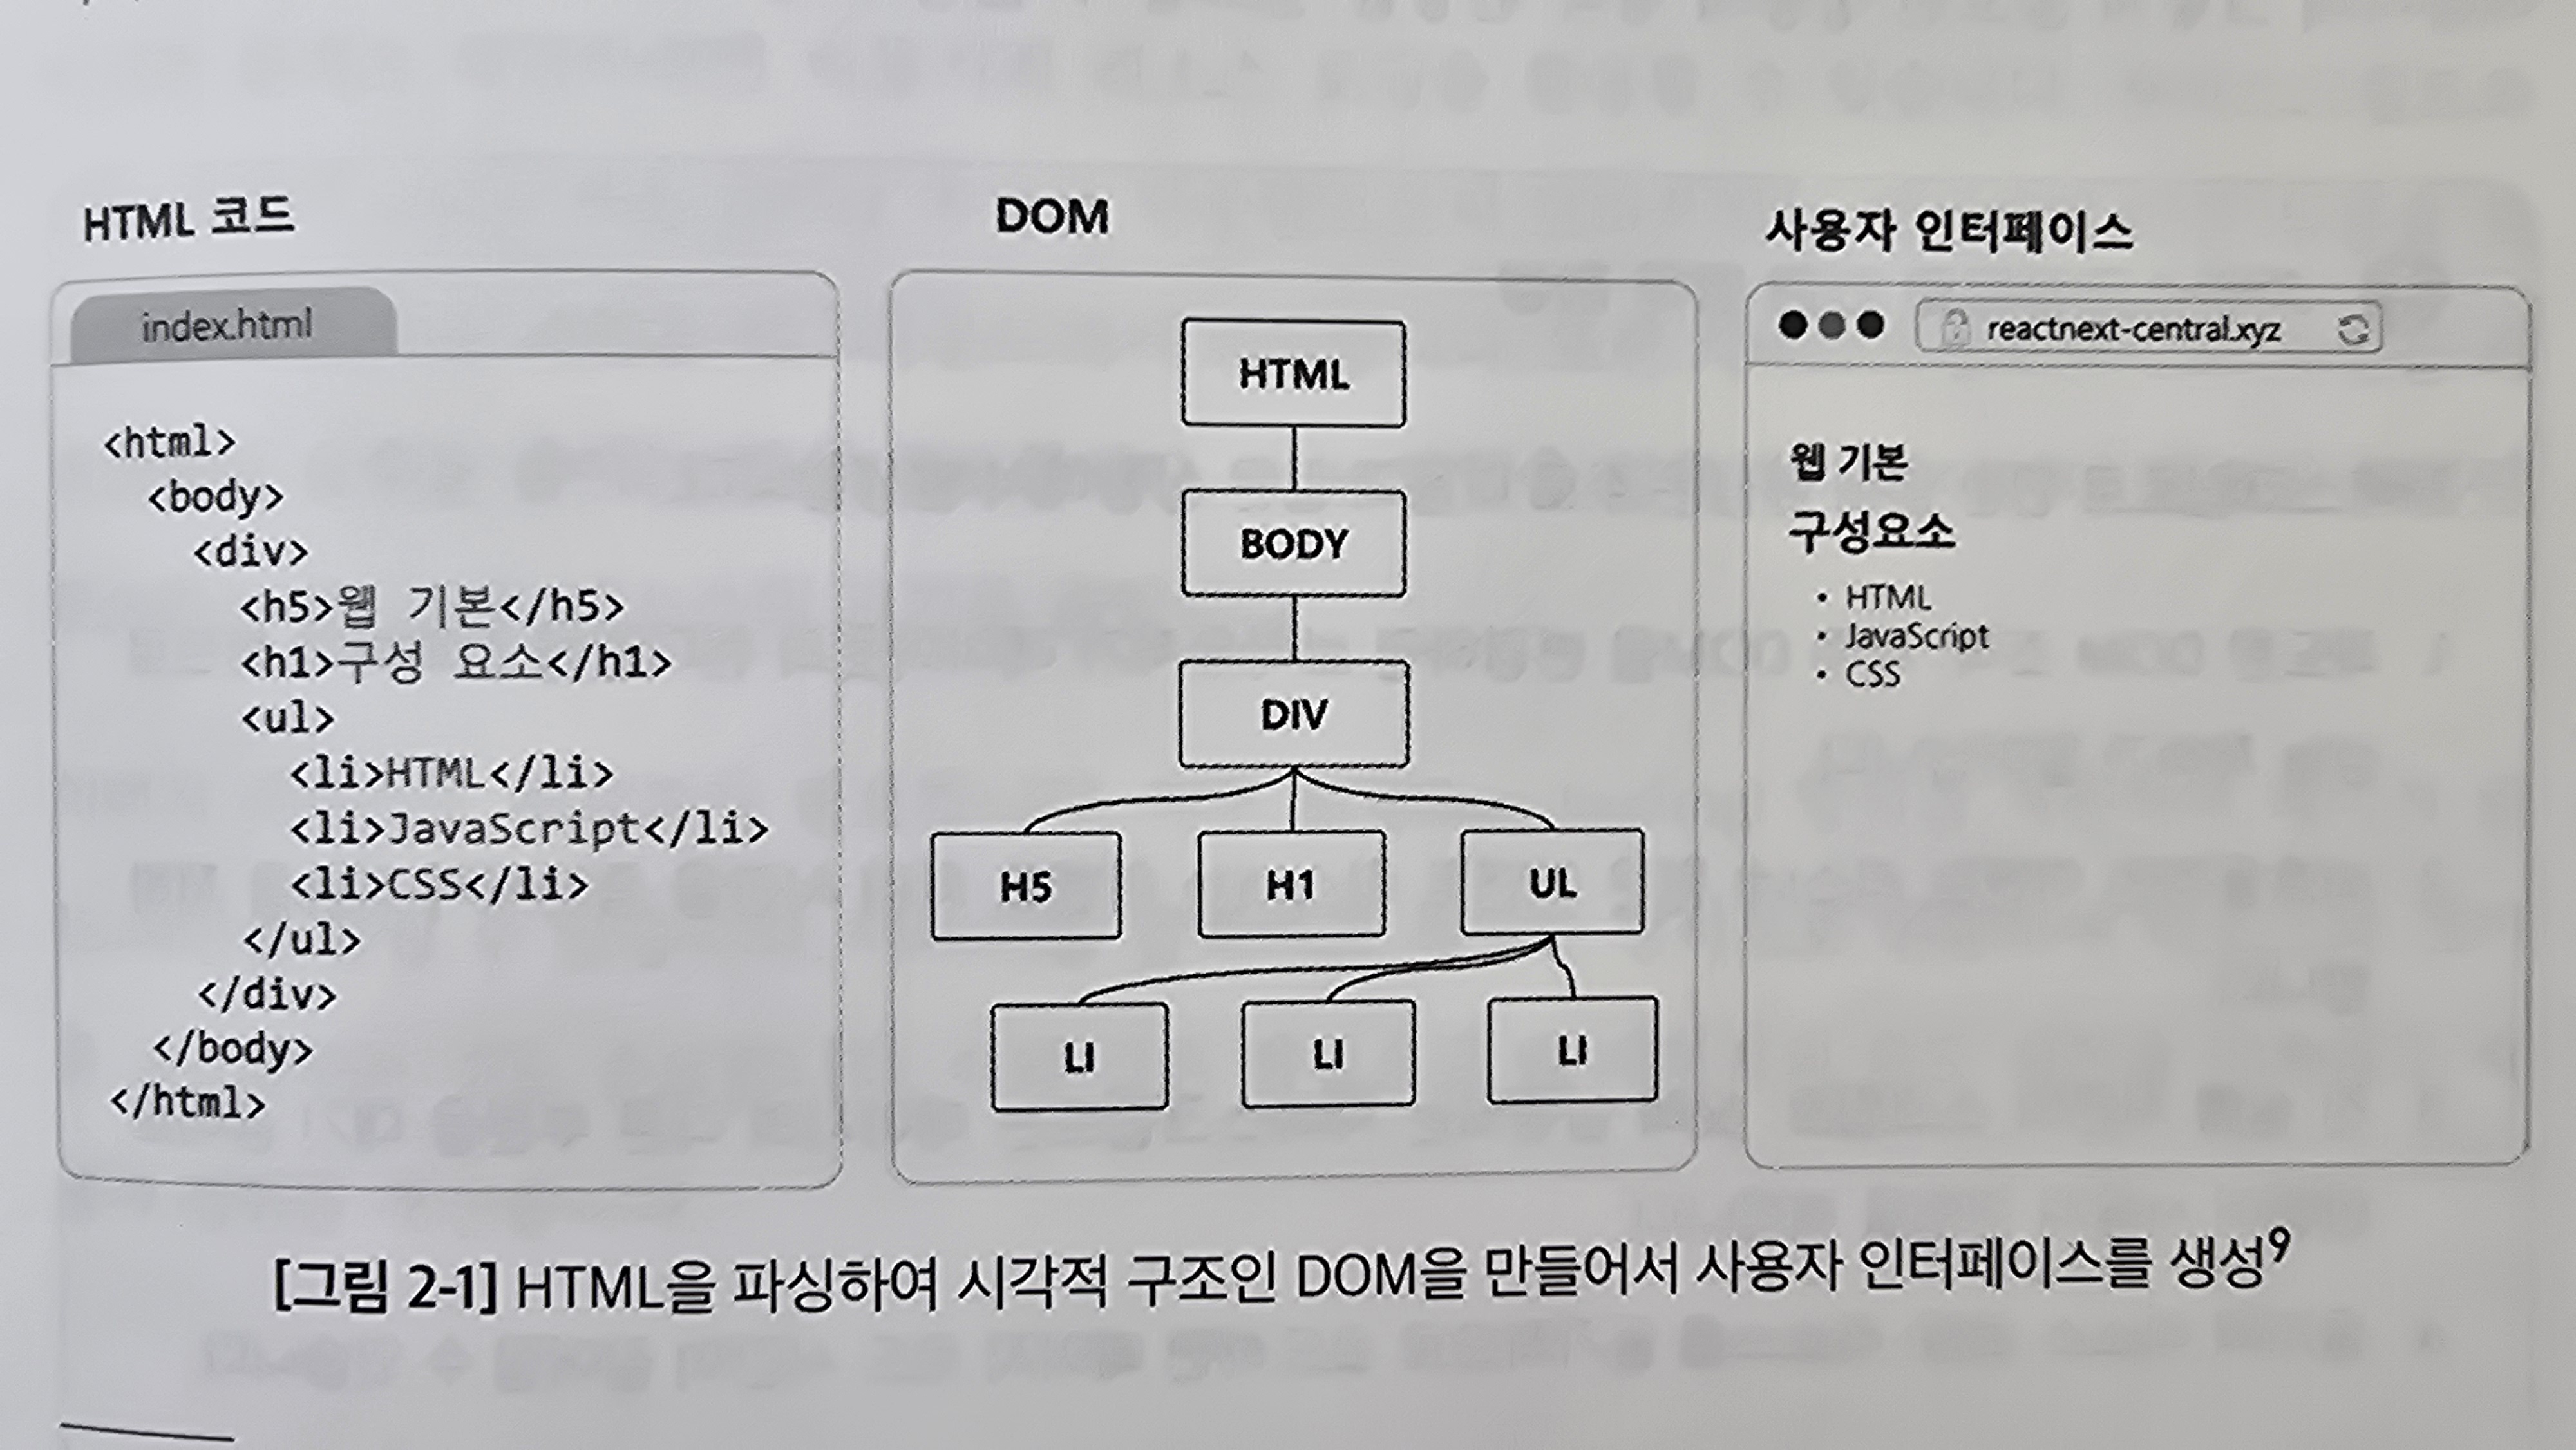 HTML 코드
index.html
<html>
<body>
<div>
<h5>웹 기본</h5>
<h1>구성 요소</h1>
<ul>
<li>HTML</li>
<li>JavaScript</li>
<li>CSS</li>
</ul>
</div>
</body>
</html>
DOM
HTML
BODY
DIV
H5 H1 UL
LI LI LI
사용자 인터페이스
reactnext-central.xyz
웹 기본
구성요소
• HTML
• JavaScript
• CSS
[그림 2-1] HTML을 파싱하여 시각적 구조인 DOM을 만들어서 사용자 인터페이스를 생성9